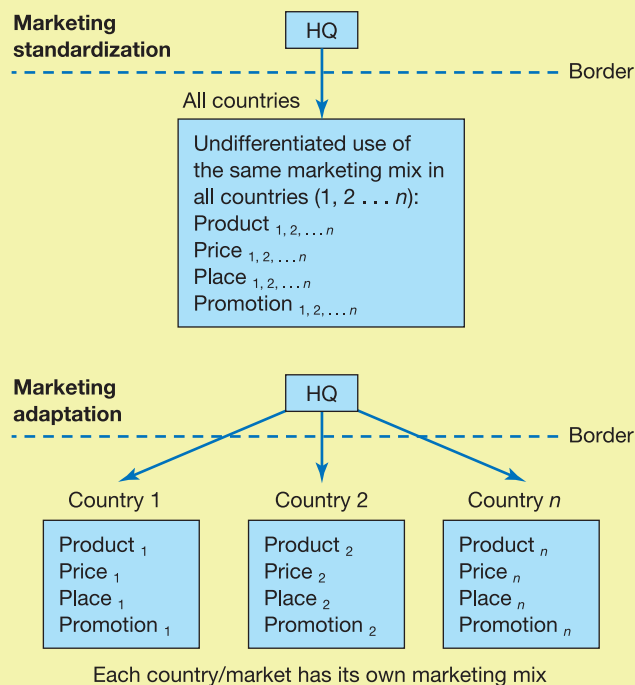 Marketing
standardization
HQ
Border
All countries
Undifferentiated use of
the same marketing mix in
all countries (1, 2 . . . n):
Product 1, 2, . . . n
Price 1, 2, . . . n
Place 1, 2, . . . n
Promotion 1, 2, . . . n
Marketing
adaptation
HQ
Border
Country 1
Product 1
Price 1
Place 1
Promotion 1
Country 2
Product 2
Price 2
Place 2
Promotion 2
Country n
Product n
Price n
Place n
Promotion n
Each country/market has its own marketing mix